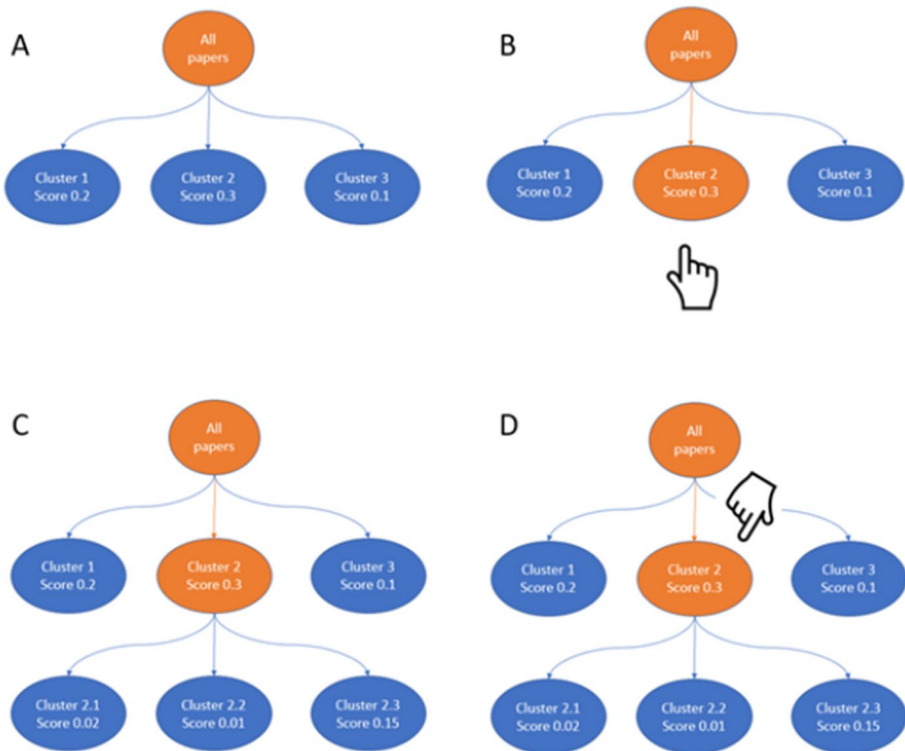 A
All
papers
Cluster 1
Score 0.2
Cluster 2
Score 0.3
Cluster 3
Score 0.1
B
All
papers
Cluster 1
Score 0.2
Cluster 2
Score 0.3
Cluster 3
Score 0.1
C
All
papers
Cluster 1
Score 0.2
Cluster 2
Score 0.3
Cluster 3
Score 0.1
Cluster 2.1
Score 0.02
Cluster 2.2
Score 0.01
Cluster 2.3
Score 0.15
D
All
papers
Cluster 1
Score 0.2
Cluster 2
Score 0.3
Cluster 3
Score 0.1
Cluster 2.1
Score 0.02
Cluster 2.2
Score 0.01
Cluster 2.3
Score 0.15